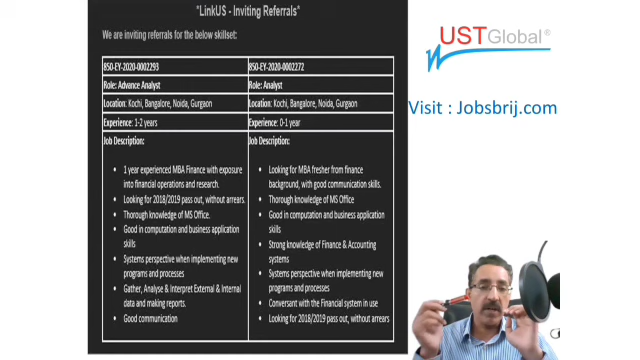 *LinkUS - Inviting Referrals*
We are inviting referrals for the below skillset:
850-EY-2020-0002293
Role: Advance Analyst
Location: Kochi, Bangalore, Noida, Gurgaon
Experience: 1-2 years
Job Description:
• 1 year experienced MBA Finance with exposure
into financial operations and research.
• Looking for 2018/2019 pass out, without arrears.
• Thorough knowledge of MS Office.
• Good in computation and business application
skills
• Systems perspective when implementing new
programs and processes
• Gather, Analyse & Interpret External & Internal
data and making reports.
• Good communication
850-EY-2020-0002272
Role: Analyst
Location: Kochi, Bangalore, Noida, Gurgaon
Experience: 0-1 year
Job Description:
• Looking for MBA fresher from finance
background, with good communication skills.
• Thorough knowledge of MS Office
• Good in computation and business application
skills
• Strong knowledge of Finance & Accounting
systems
• Systems perspective when implementing new
programs and processes
• Conversant with the Financial system in use
• Looking for 2018/2019 pass out, without arrears
UST Global®
Visit : Jobsbrij.com